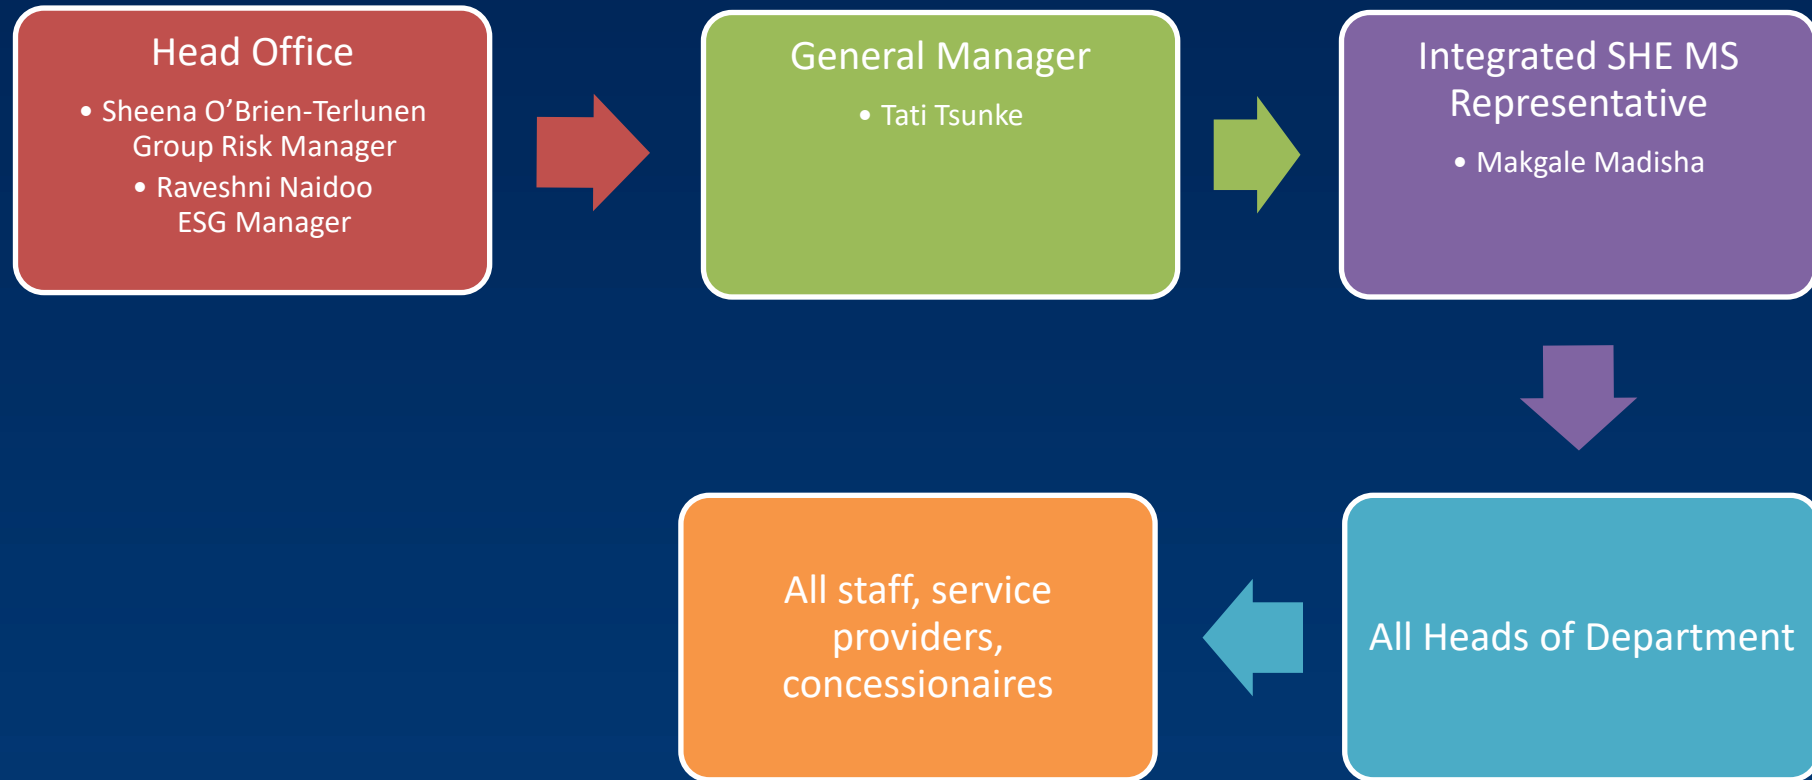 Head Office
• Sheena O’Brien-Terlunen
Group Risk Manager
• Raveshni Naidoo
ESG Manager
General Manager
• Tati Tsunke
Integrated SHE MS
Representative
• Makgale Madisha
All Heads of Department
All staff, service
providers,
concessionaires